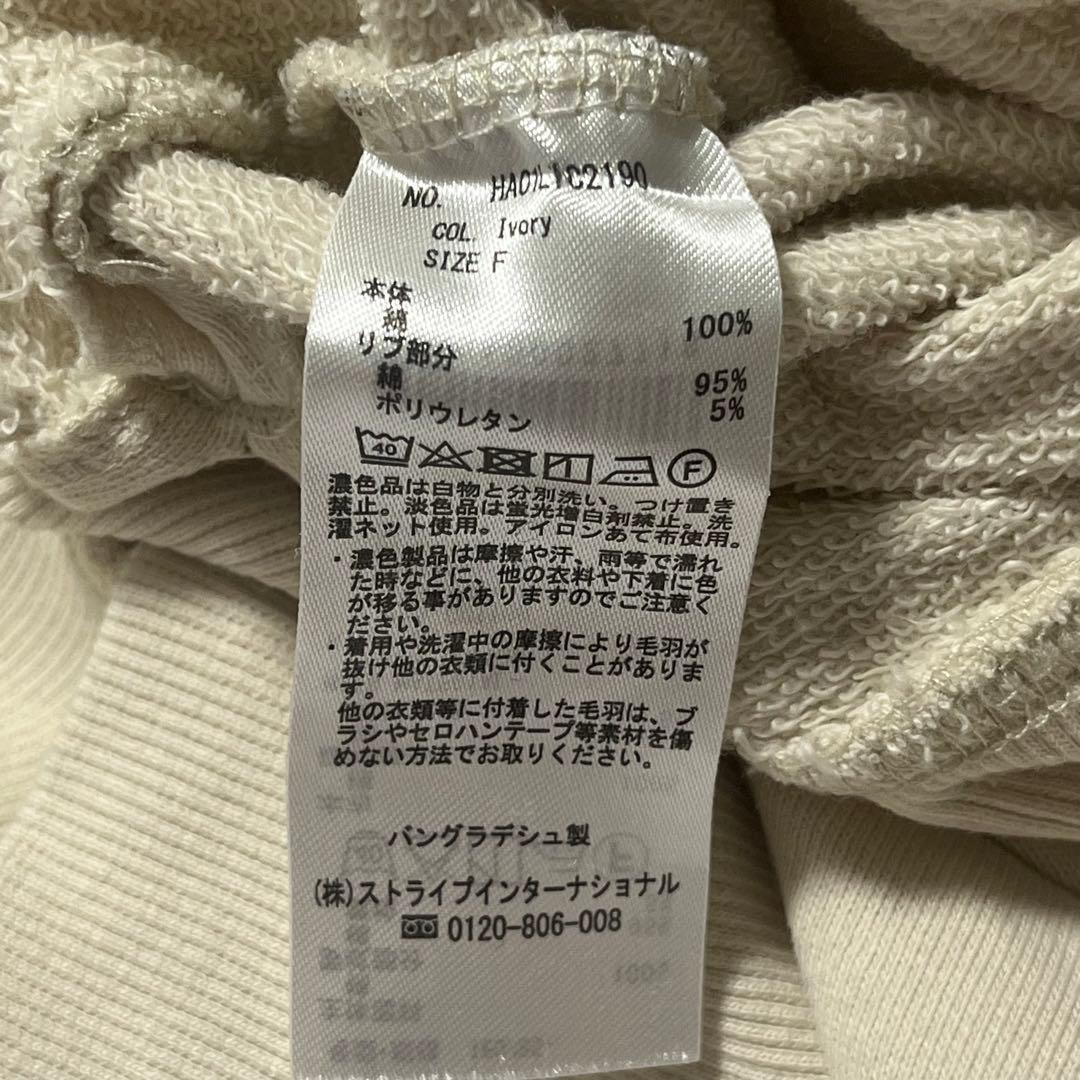 NO. HA01L1C2190
COL. Ivory
SIZE F
本体
綿 100%
リブ部分
綿 95%
ポリウレタン 5%
40 F
濃色品は白物と分別洗い。つけ置き
禁止。淡色品は蛍光増白剤禁止。洗
濯ネット使用。アイロンあて布使用。
・濃色製品は摩擦や汗、雨等で濡れ
た時などに、他の衣料や下着に色
が移る事がありますのでご注意く
ださい。
・着用や洗濯中の摩擦により毛羽が
抜け他の衣類に付くことがありま
す。
他の衣類等に付着した毛羽は、ブ
ラシやセロハンテープ等素材を傷
めない方法でお取りください。
バングラデシュ製
(株)ストライプインターナショナル
0120-806-008